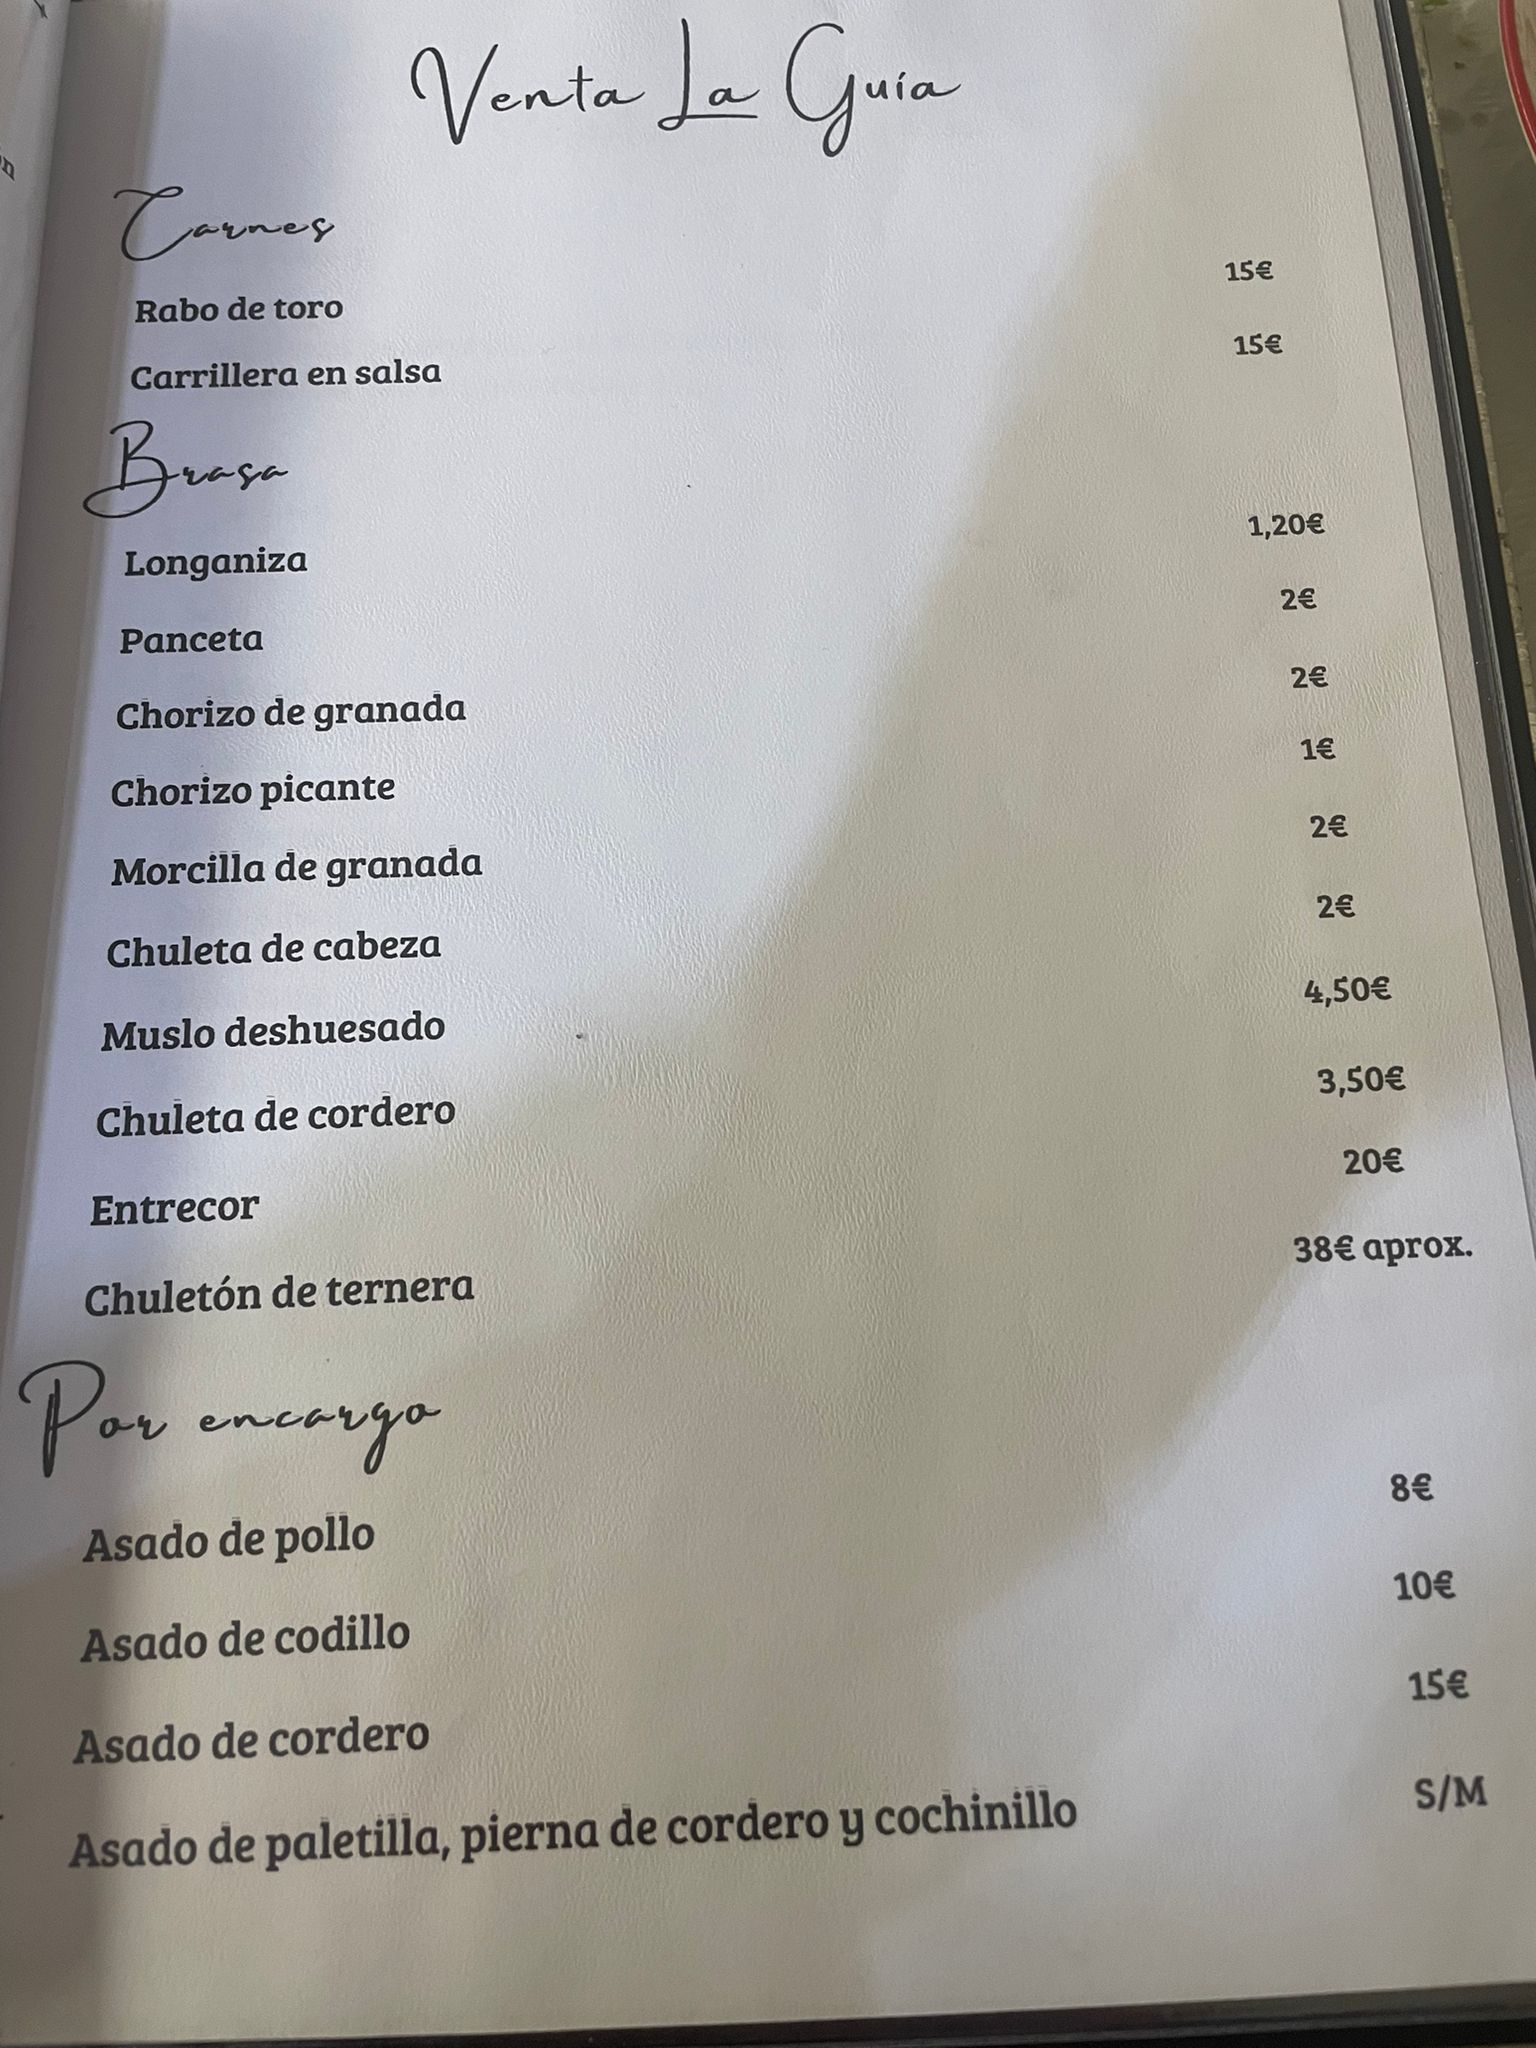 Venta La Guía
Carnes
Rabo de toro 15€
Carrillera en salsa 15€
Brasa
Longaniza 1,20€
Panceta 2€
Chorizo de granada 2€
Chorizo picante 1€
Morcilla de granada 2€
Chuleta de cabeza 2€
Muslo deshuesado 4,50€
Chuleta de cordero 3,50€
Entrecor 20€
Chuletón de ternera 38€ aprox.
Por encargo
Asado de pollo 8€
Asado de codillo 10€
Asado de cordero 15€
Asado de paletilla, pierna de cordero y cochinillo S/M